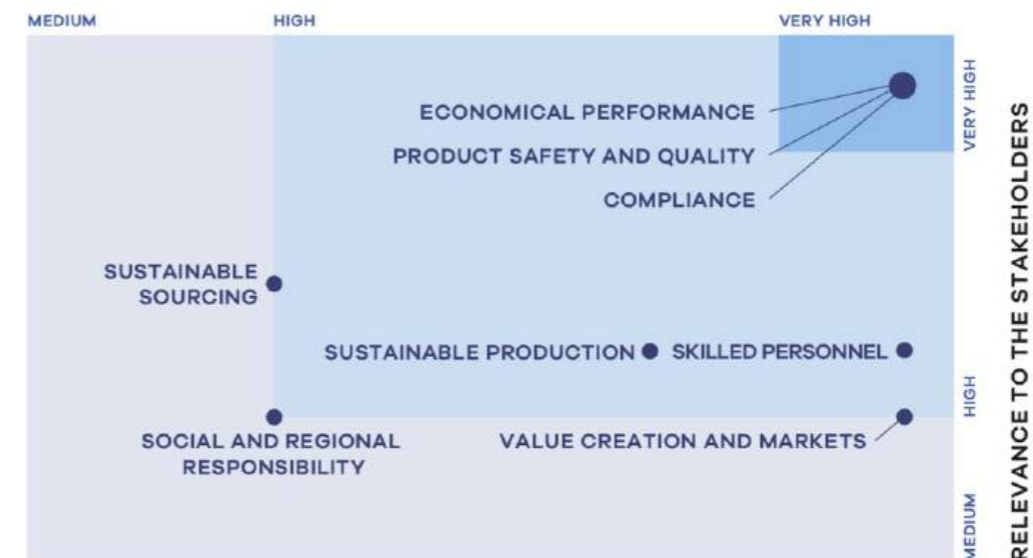 MEDIUM HIGH VERY HIGH
VERY HIGH
ECONOMICAL PERFORMANCE
PRODUCT SAFETY AND QUALITY
COMPLIANCE
SUSTAINABLE
SOURCING
SUSTAINABLE PRODUCTION SKILLED PERSONNEL
HIGH
SOCIAL AND REGIONAL
RESPONSIBILITY
VALUE CREATION AND MARKETS
MEDIUM
RELEVANCE TO THE STAKEHOLDERS